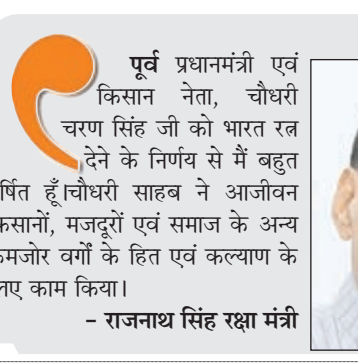 पूर्व प्रधानमंत्री एवं
किसान नेता, चौधरी
चरण सिंह जी को भारत रत्न
देने के निर्णय से मैं बहुत
र्षित हूँ।चौधरी साहब ने आजीवन
कसानों, मजदूरों एवं समाज के अन्य
मजोर वर्गों के हित एवं कल्याण के
लए काम किया।
– राजनाथ सिंह रक्षा मंत्री